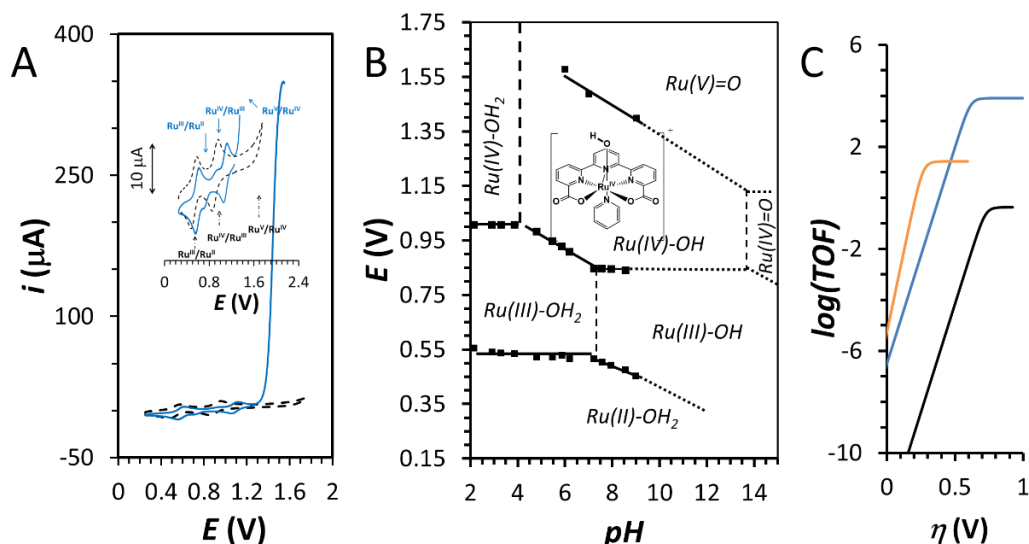 A
400
250
100
-50
i (µA)
0
0.4
0.8
1.2
1.6
2
E (V)
10 µA
Ru^III/Ru^II
Ru^IV/Ru^III
Ru^V/Ru^IV
Ru^IV/Ru^III
Ru^V/Ru^IV
Ru^III/Ru^II
0
0.8
1.6
2.4
E (V)
B
1.75
1.55
1.35
1.15
0.95
0.75
0.55
0.35
0.15
E (V)
2
4
6
8
10
12
14
pH
Ru(IV)-OH2
Ru(V)=O
Ru(IV)-OH
Ru(IV)=O
Ru(III)-OH2
Ru(III)-OH
Ru(II)-OH2
H
O
N
N
N
Ru^IV
O
O
O
O
N
C
6
2
-2
-6
-10
log(TOF)
0
0.5
1
η (V)